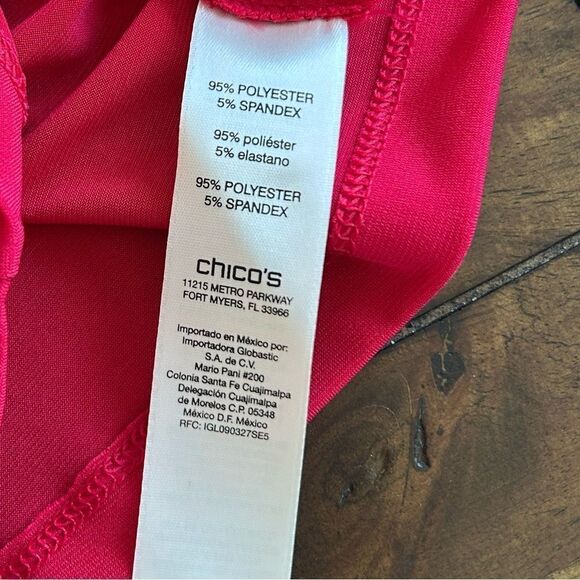 95% POLYESTER
5% SPANDEX
95% poliéster
5% elastano
95% POLYESTER
5% SPANDEX
chico's
11215 METRO PARKWAY
FORT MYERS, FL 33966
Importado en México por:
Importadora Globastic
S.A. de C.V.
Mario Pani #200
Colonia Santa Fe Cuajimalpa
Delegación Cuajimalpa
de Morelos C.P. 05348
México D.F. México
RFC: IGL090327SE5